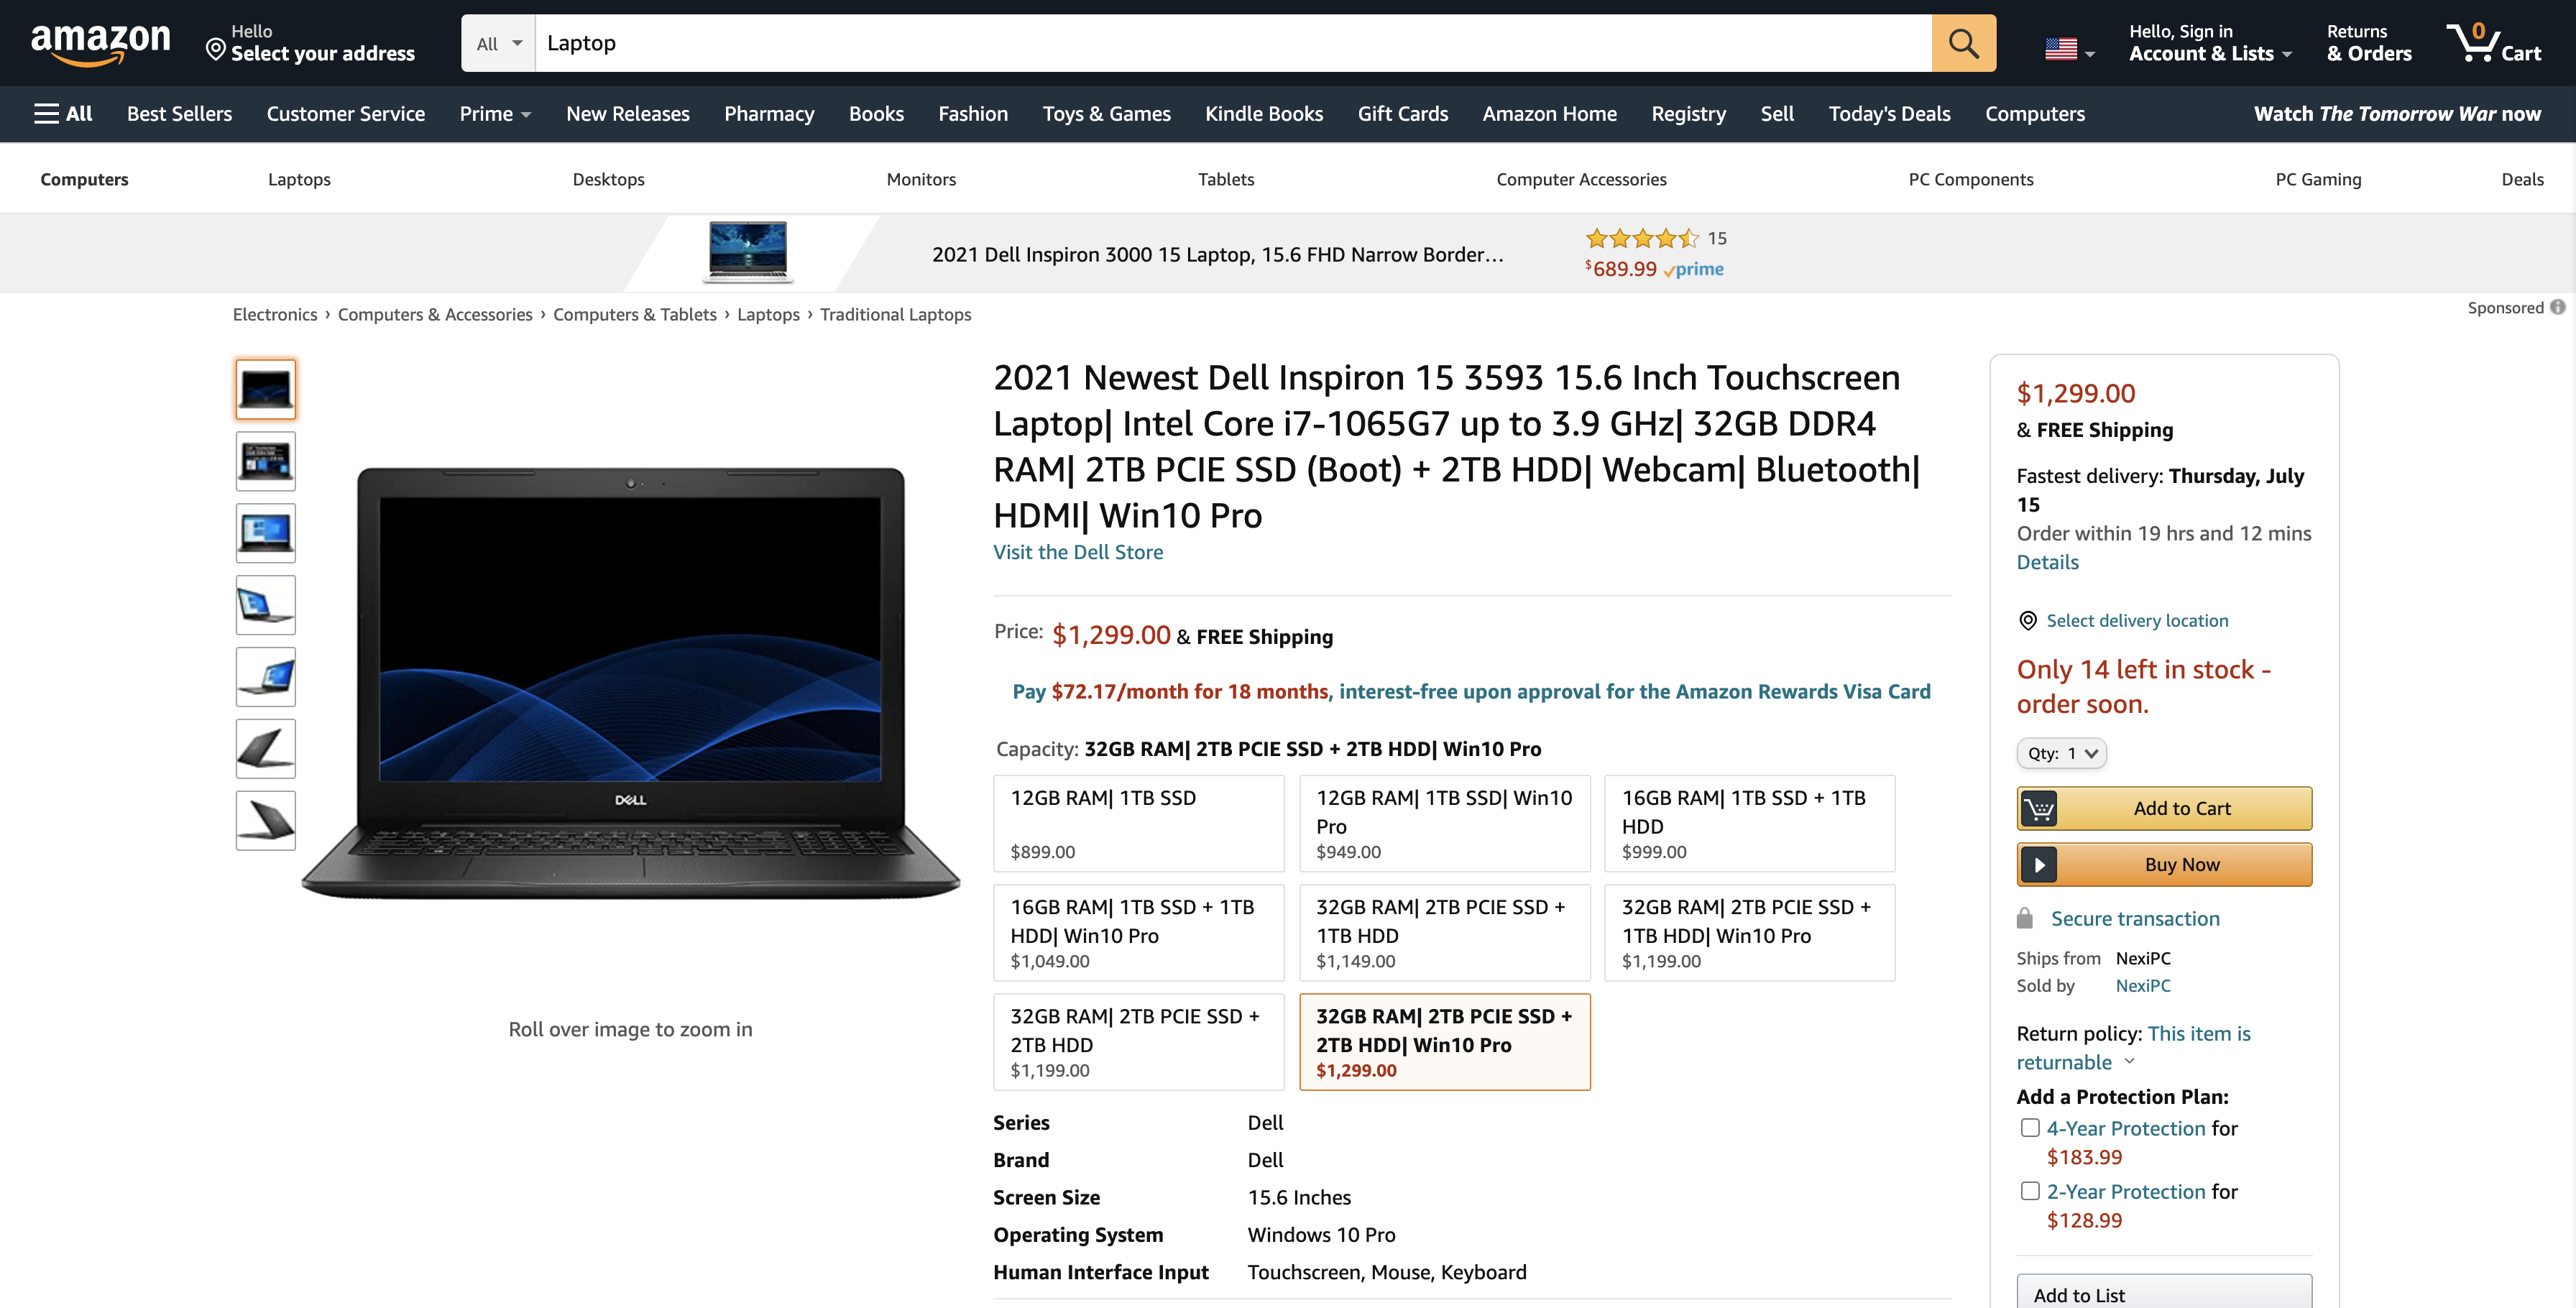 amazon
Hello
Select your address
All
Laptop
Hello, Sign in
Account & Lists
Returns
& Orders
0
Cart
All
Best Sellers
Customer Service
Prime
New Releases
Pharmacy
Books
Fashion
Toys & Games
Kindle Books
Gift Cards
Amazon Home
Registry
Sell
Today's Deals
Computers
Watch The Tomorrow War now
Computers
Laptops
Desktops
Monitors
Tablets
Computer Accessories
PC Components
PC Gaming
Deals
2021 Dell Inspiron 3000 15 Laptop, 15.6 FHD Narrow Border...
15
$689.99 prime
Sponsored
Electronics › Computers & Accessories › Computers & Tablets › Laptops › Traditional Laptops
DELL
Roll over image to zoom in
2021 Newest Dell Inspiron 15 3593 15.6 Inch Touchscreen
Laptop| Intel Core i7-1065G7 up to 3.9 GHz| 32GB DDR4
RAM| 2TB PCIE SSD (Boot) + 2TB HDD| Webcam| Bluetooth|
HDMI| Win10 Pro
Visit the Dell Store
Price: $1,299.00 & FREE Shipping
Pay $72.17/month for 18 months, interest-free upon approval for the Amazon Rewards Visa Card
Capacity: 32GB RAM| 2TB PCIE SSD + 2TB HDD| Win10 Pro
12GB RAM| 1TB SSD
$899.00
12GB RAM| 1TB SSD| Win10
Pro
$949.00
16GB RAM| 1TB SSD + 1TB
HDD
$999.00
16GB RAM| 1TB SSD + 1TB
HDD| Win10 Pro
$1,049.00
32GB RAM| 2TB PCIE SSD +
1TB HDD
$1,149.00
32GB RAM| 2TB PCIE SSD +
1TB HDD| Win10 Pro
$1,199.00
32GB RAM| 2TB PCIE SSD +
2TB HDD
$1,199.00
32GB RAM| 2TB PCIE SSD +
2TB HDD| Win10 Pro
$1,299.00
Series Dell
Brand Dell
Screen Size 15.6 Inches
Operating System Windows 10 Pro
Human Interface Input Touchscreen, Mouse, Keyboard
$1,299.00
& FREE Shipping
Fastest delivery: Thursday, July
15
Order within 19 hrs and 12 mins
Details
Select delivery location
Only 14 left in stock -
order soon.
Qty: 1
Add to Cart
Buy Now
Secure transaction
Ships from NexiPC
Sold by NexiPC
Return policy: This item is
returnable
Add a Protection Plan:
4-Year Protection for
$183.99
2-Year Protection for
$128.99
Add to List